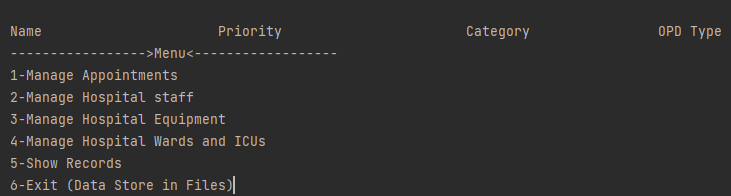 Name Priority Category OPD Type
----------------->Menu<------------------
1-Manage Appointments
2-Manage Hospital staff
3-Manage Hospital Equipment
4-Manage Hospital Wards and ICUs
5-Show Records
6-Exit (Data Store in Files)